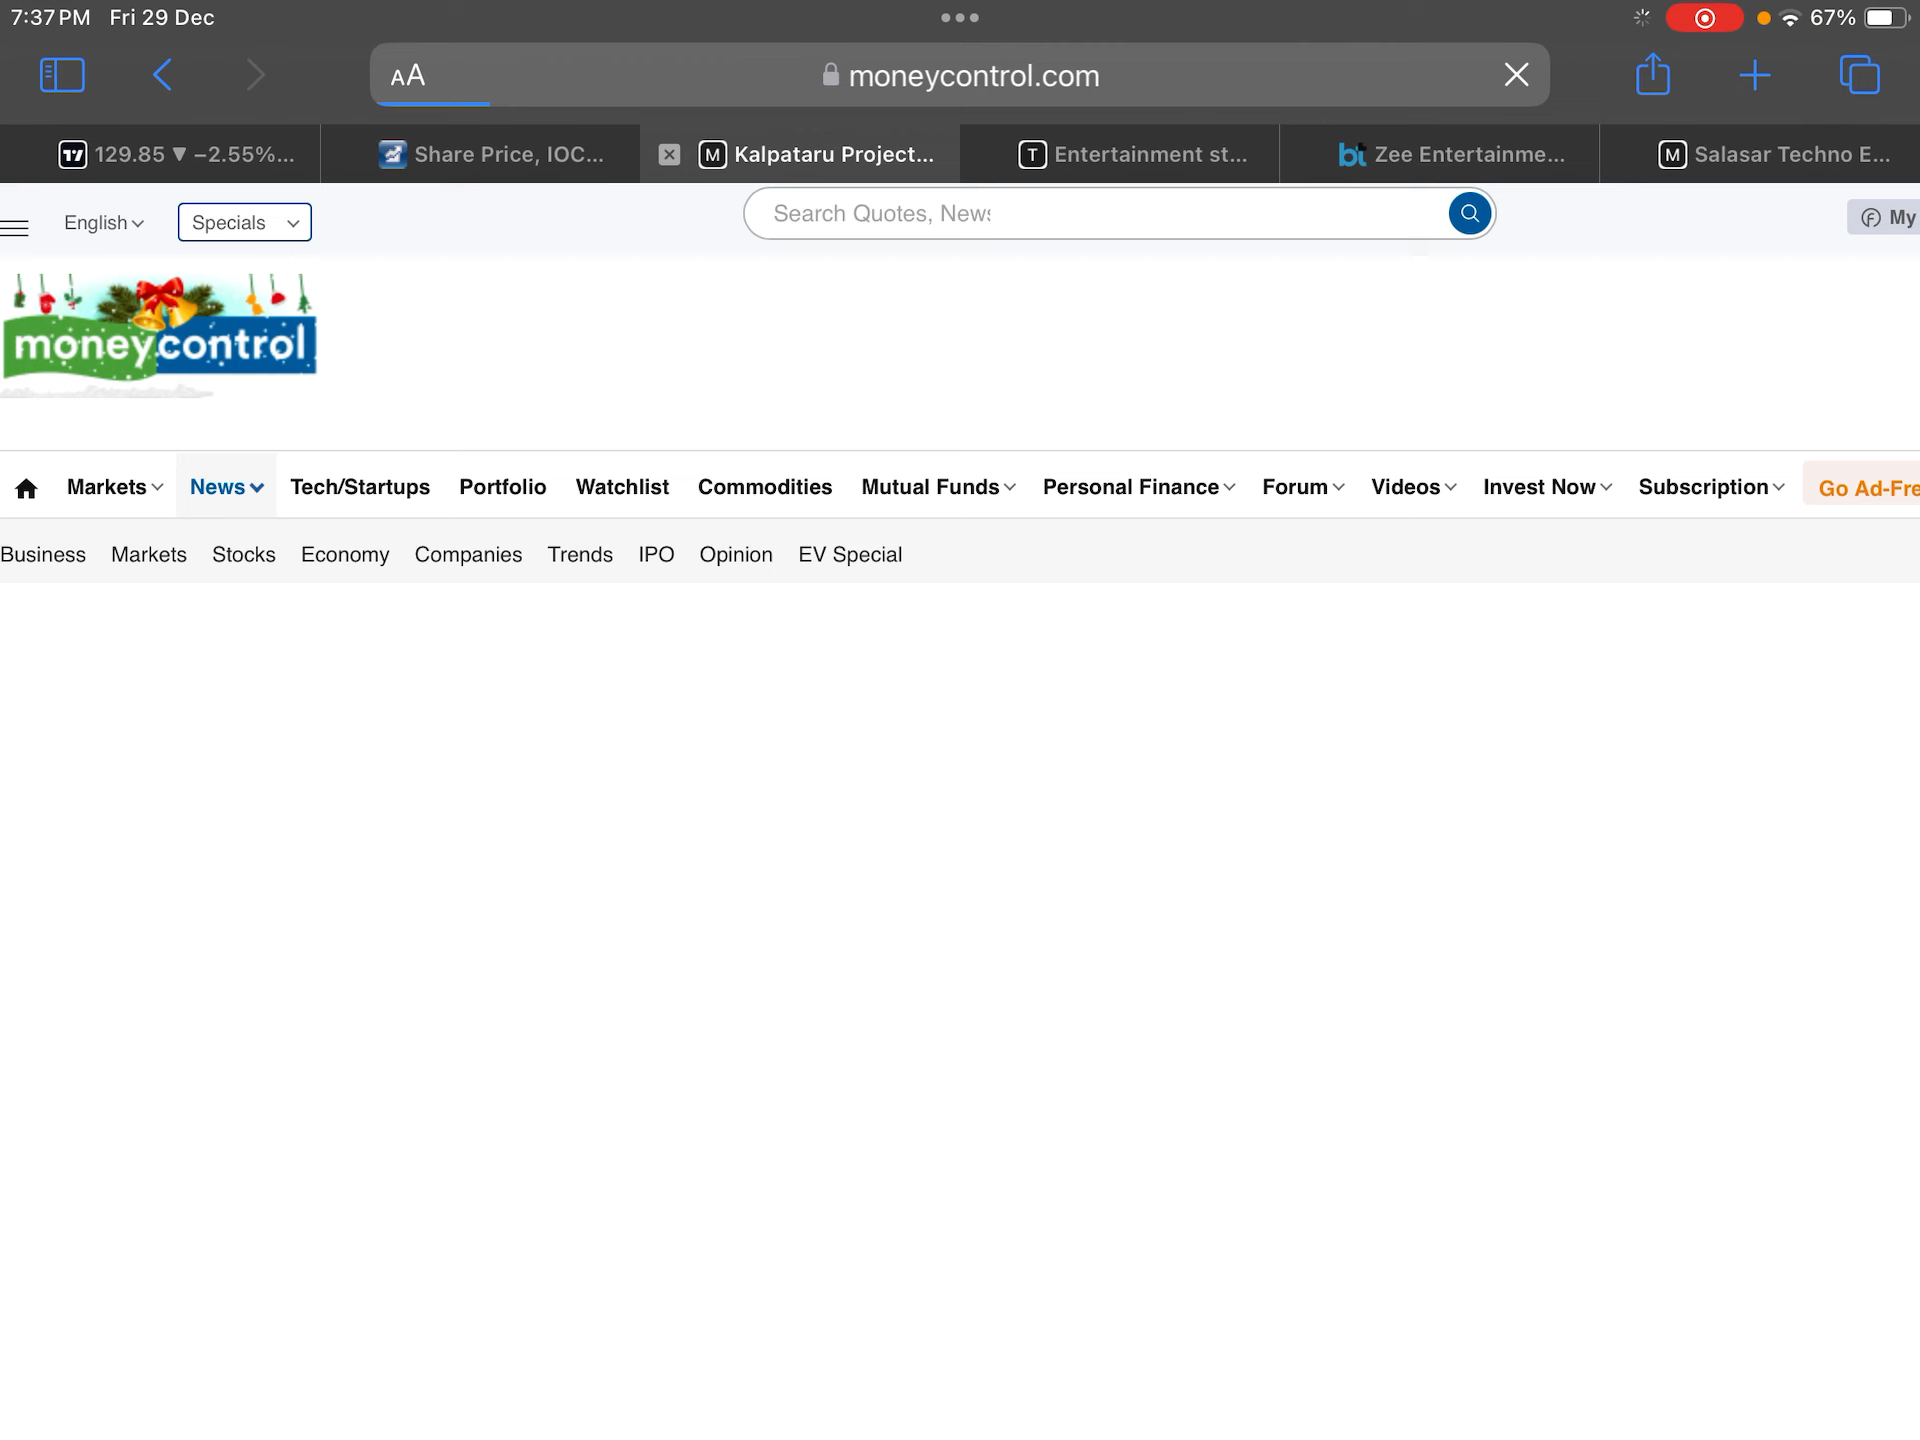 7:37 PM Fri 29 Dec 67%
AA moneycontrol.com
129.85 ▼ −2.55%... Share Price, IOC... M Kalpataru Project... T Entertainment st... bt Zee Entertainme... M Salasar Techno E...
English Specials Search Quotes, News My
moneycontrol
Markets News Tech/Startups Portfolio Watchlist Commodities Mutual Funds Personal Finance Forum Videos Invest Now Subscription Go Ad-Fre
Business Markets Stocks Economy Companies Trends IPO Opinion EV Special